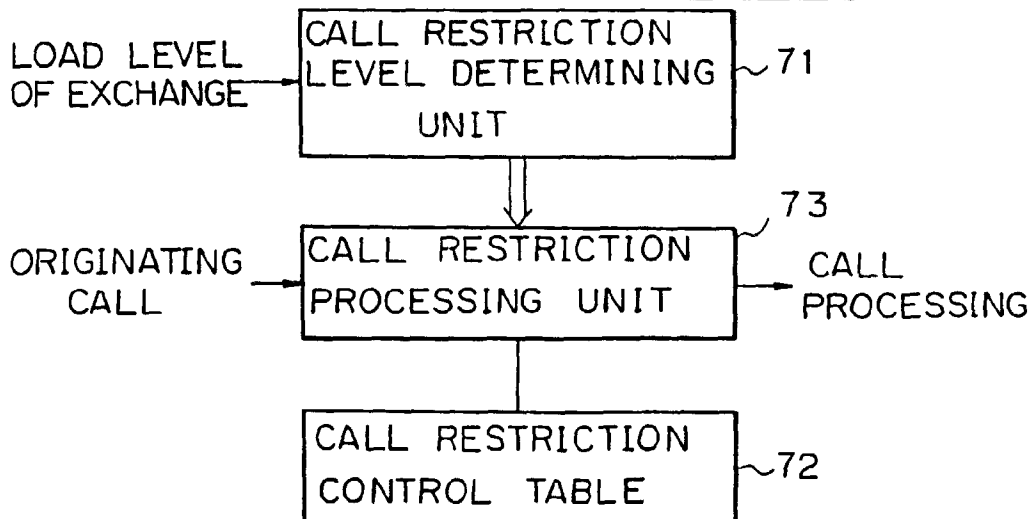 LOAD LEVEL
OF EXCHANGE
CALL RESTRICTION
LEVEL DETERMINING
UNIT
71
ORIGINATING
CALL
CALL RESTRICTION
PROCESSING UNIT
73
CALL
PROCESSING
CALL RESTRICTION
CONTROL TABLE
72